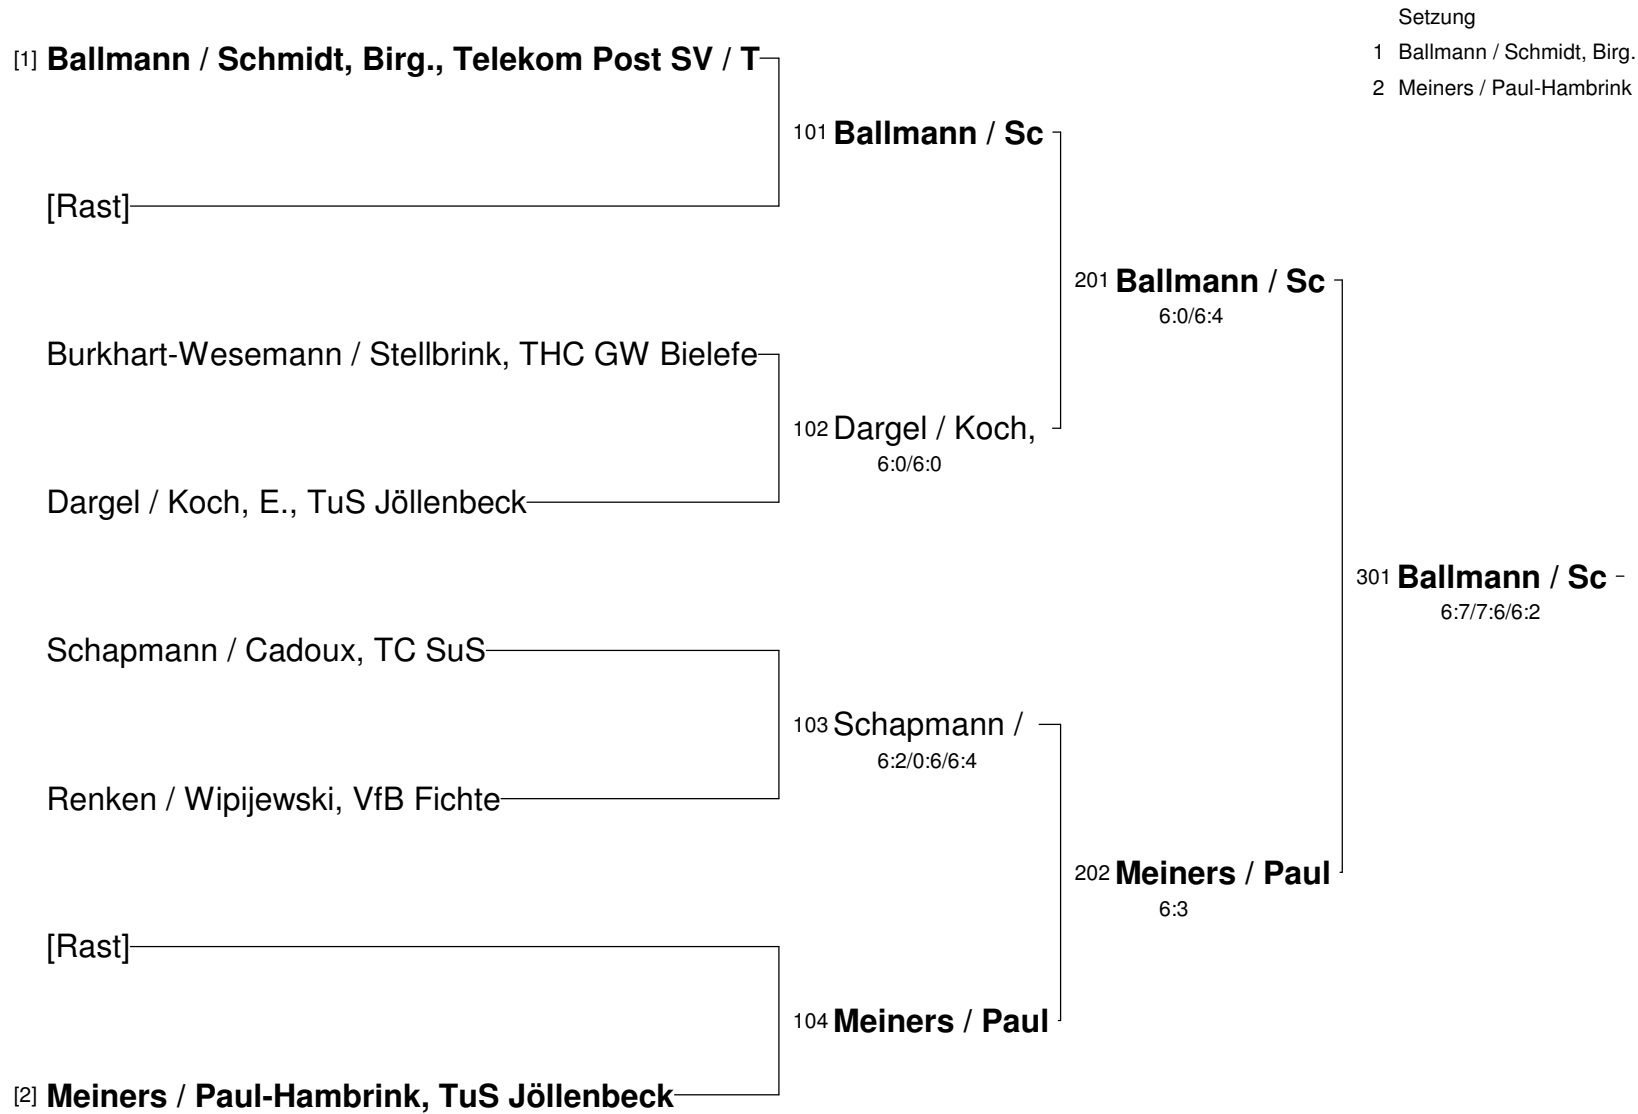 Setzung
1 Ballmann / Schmidt, Birg.
2 Meiners / Paul-Hambrink
[1] Ballmann / Schmidt, Birg., Telekom Post SV / T
101 Ballmann / Sc
[Rast]
201 Ballmann / Sc
6:0/6:4
Burkhart-Wesemann / Stellbrink, THC GW Bielefe
102 Dargel / Koch,
6:0/6:0
Dargel / Koch, E., TuS Jöllenbeck
301 Ballmann / Sc
6:7/7:6/6:2
Schapmann / Cadoux, TC SuS
103 Schapmann /
6:2/0:6/6:4
Renken / Wipijewski, VfB Fichte
202 Meiners / Paul
6:3
[Rast]
104 Meiners / Paul
[2] Meiners / Paul-Hambrink, TuS Jöllenbeck